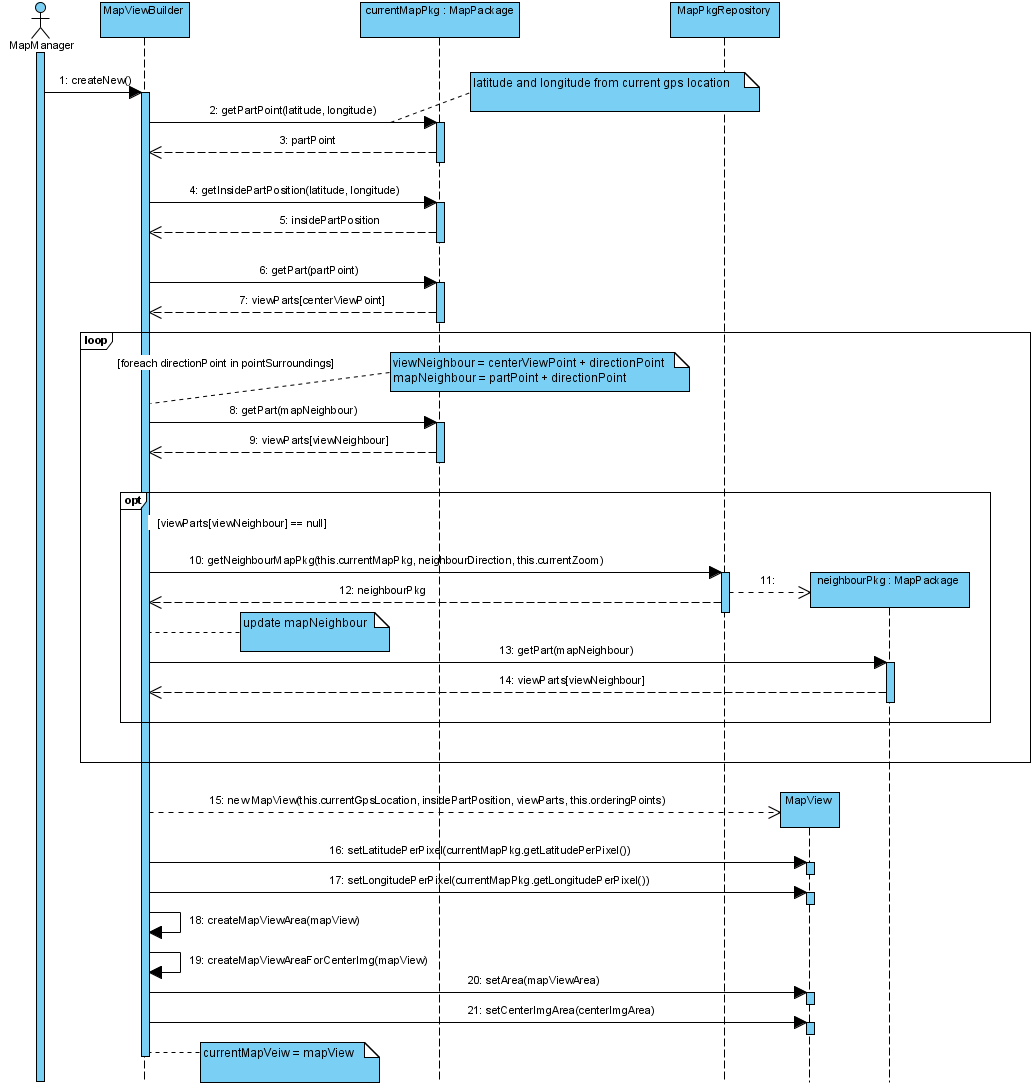 MapManager
MapViewBuilder
currentMapPkg : MapPackage
MapPkgRepository
1: createNew()
latitude and longitude from current gps location
2: getPartPoint(latitude, longitude)
3: partPoint
4: getInsidePartPosition(latitude, longitude)
5: insidePartPosition
6: getPart(partPoint)
7: viewParts[centerViewPoint]
loop
[foreach directionPoint in pointSurroundings]
viewNeighbour = centerViewPoint + directionPoint
mapNeighbour = partPoint + directionPoint
8: getPart(mapNeighbour)
9: viewParts[viewNeighbour]
opt
[viewParts[viewNeighbour] == null]
10: getNeighbourMapPkg(this.currentMapPkg, neighbourDirection, this.currentZoom)
11:
neighbourPkg : MapPackage
12: neighbourPkg
update mapNeighbour
13: getPart(mapNeighbour)
14: viewParts[viewNeighbour]
15: new MapView(this.currentGpsLocation, insidePartPosition, viewParts, this.orderingPoints)
MapView
16: setLatitudePerPixel(currentMapPkg.getLatitudePerPixel())
17: setLongitudePerPixel(currentMapPkg.getLongitudePerPixel())
18: createMapViewArea(mapView)
19: createMapViewAreaForCenterImg(mapView)
20: setArea(mapViewArea)
21: setCenterImgArea(centerImgArea)
currentMapVeiw = mapView